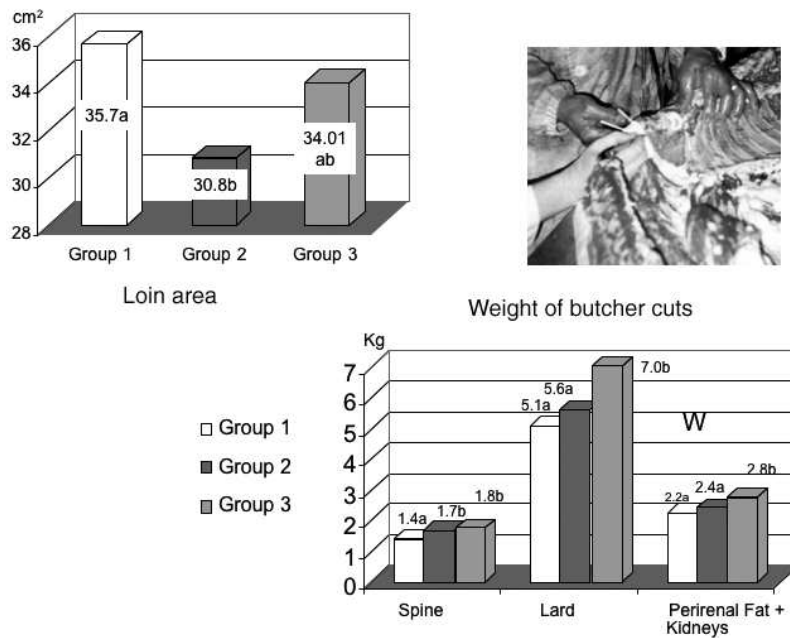 cm²
36
34
32
30
28
35.7a
30.8b
34.01
ab
Group 1
Group 2
Group 3
Loin area
Weight of butcher cuts
Kg
7
6
5
4
3
2
1
0
Group 1
Group 2
Group 3
1.4a
1.7b
1.8b
5.1a
5.6a
7.0b
W
2.2a
2.4a
2.8b
Spine
Lard
Perirenal Fat +
Kidneys